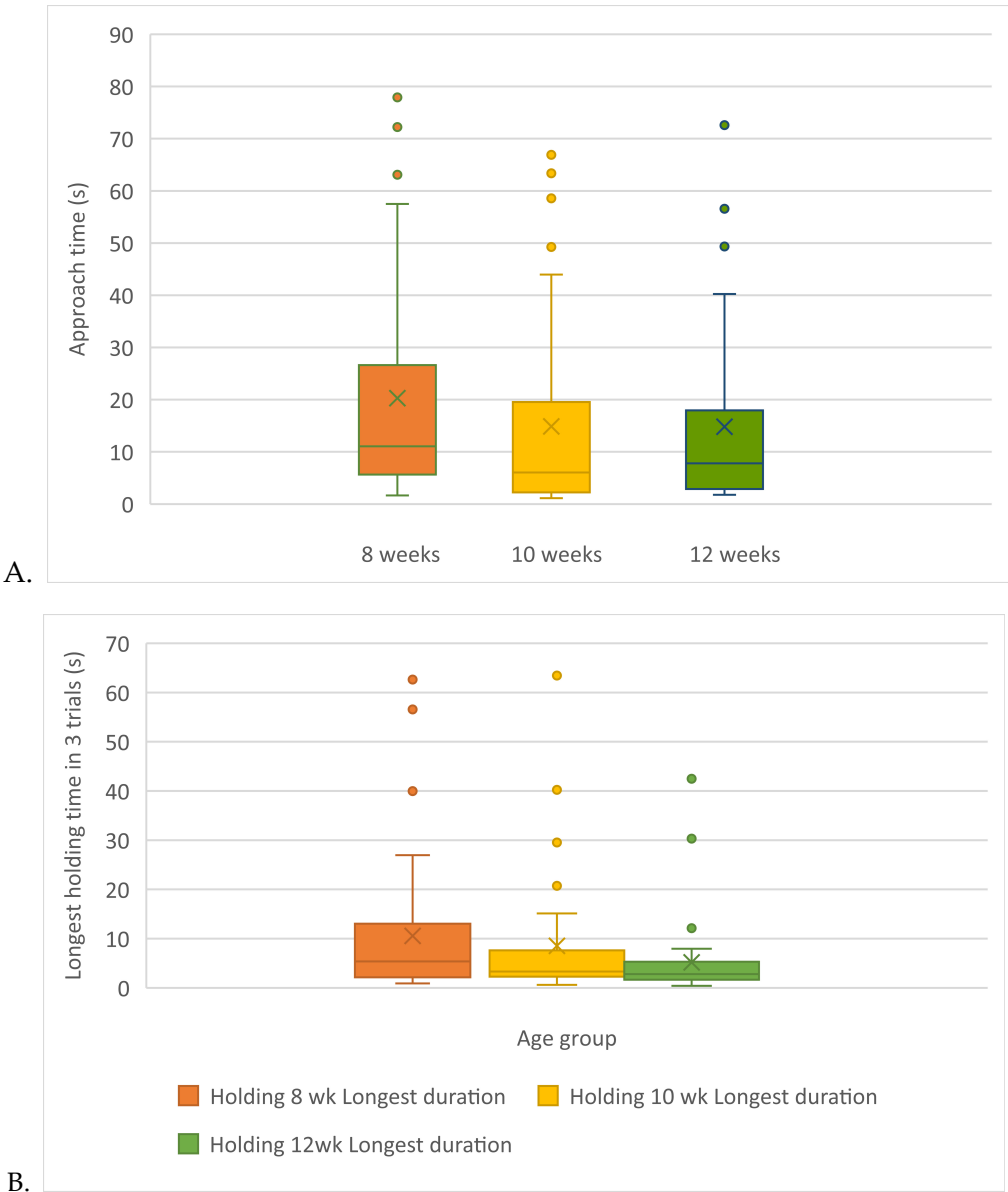 90
80
70
60
50
40
30
20
10
0
Approach time (s)
8 weeks 10 weeks 12 weeks
A.
70
60
50
40
30
20
10
0
Longest holding time in 3 trials (s)
Age group
Holding 8 wk Longest duration Holding 10 wk Longest duration
Holding 12wk Longest duration
B.